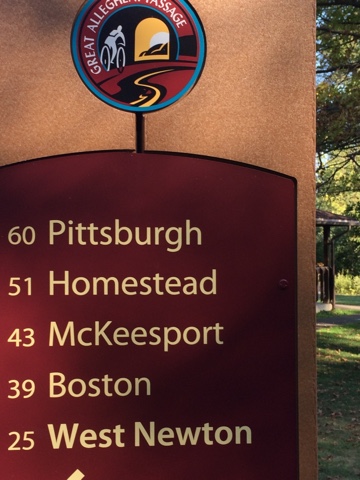 GREAT ALLEGHENY PASSAGE
60 Pittsburgh
51 Homestead
43 McKeesport
39 Boston
25 West Newton